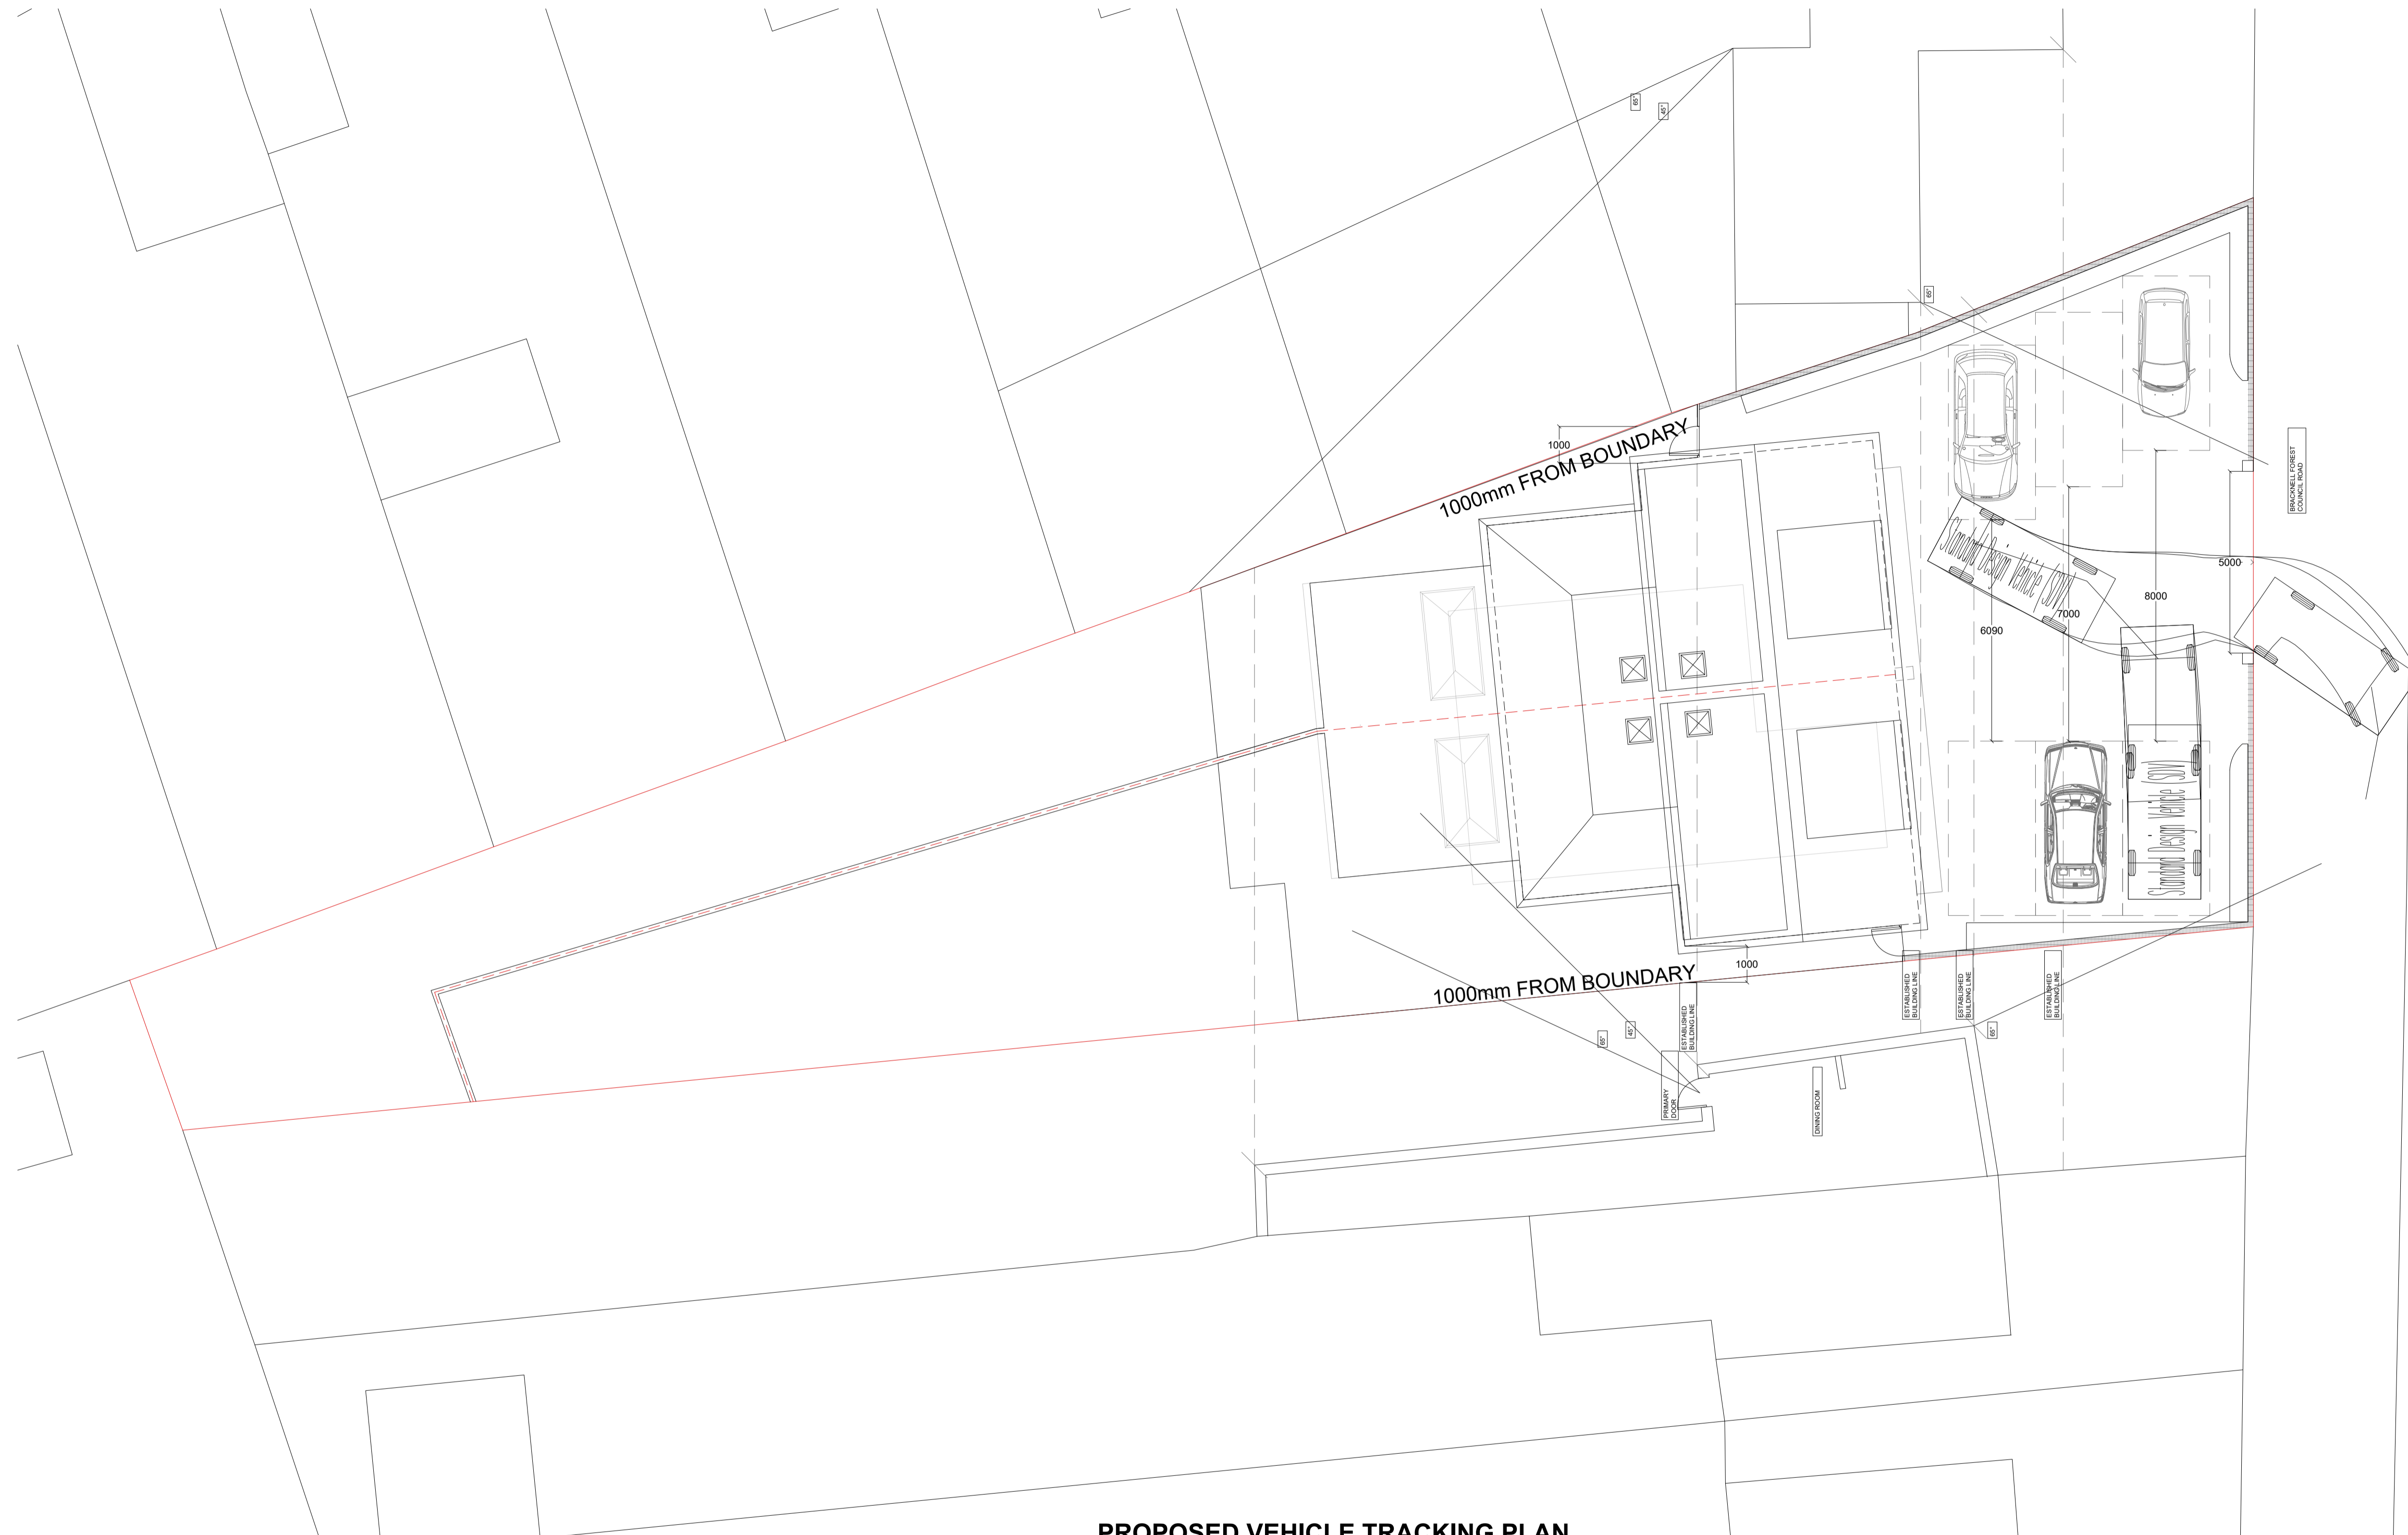 65°
45°
65°
1000
1000mm FROM BOUNDARY
BRACKNELL FOREST
COUNCIL ROAD
Standard Design Vehicle - SDV
5000
8000
7000
6090
Standard Design Vehicle - SDV
1000
1000mm FROM BOUNDARY
ESTABLISHED
BUILDING LINE
ESTABLISHED
BUILDING LINE
ESTABLISHED
BUILDING LINE
ESTABLISHED
BUILDING LINE
65°
45°
65°
PRIMARY
DOOR
DINING ROOM
PROPOSED VEHICLE TRACKING PLAN